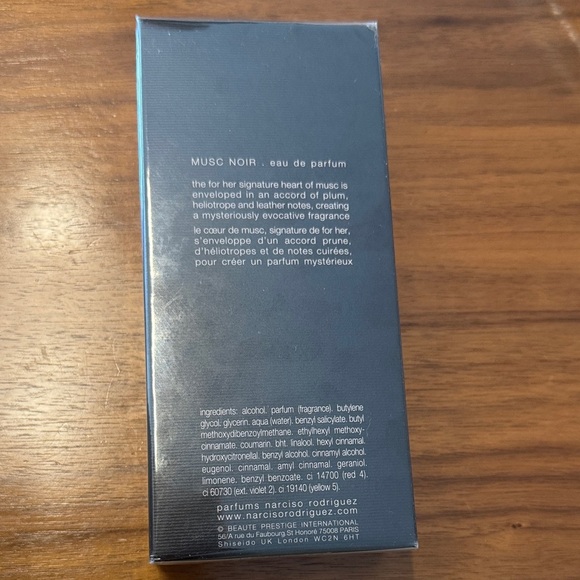 MUSC NOIR . eau de parfum
the for her signature heart of musc is
enveloped in an accord of plum,
heliotrope and leather notes, creating
a mysteriously evocative fragrance
le cœur de musc, signature de for her,
s'enveloppe d'un accord prune,
d'héliotropes et de notes cuirées,
pour créer un parfum mystérieux
ingredients: alcohol. parfum (fragrance). butylene
glycol. glycerin. aqua (water). benzyl salicylate. butyl
methoxydibenzoylmethane. ethylhexyl methoxy-
cinnamate. coumarin. bht. linalool. hexyl cinnamal.
hydroxycitronellal. benzyl alcohol. cinnamyl alcohol.
eugenol. cinnamal. amyl cinnamal. geraniol.
limonene. benzyl benzoate. ci 14700 (red 4).
ci 60730 (ext. violet 2). ci 19140 (yellow 5).
parfums narciso rodriguez
www.narcisorodriguez.com
© BEAUTE PRESTIGE INTERNATIONAL
56/A rue du Faubourg St Honoré 75008 PARIS
Shiseido UK London WC2N 6HT